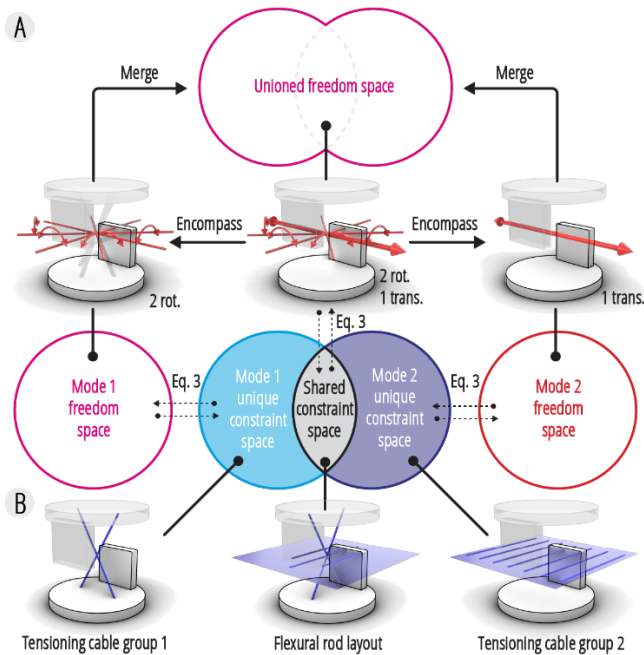 A
Merge
Merge
Unioned freedom space
Encompass
Encompass
2 rot.
2 rot.
1 trans.
1 trans.
Eq. 3
Mode 1
freedom
space
Eq. 3
Mode 1
unique
constraint
space
Shared
constraint
space
Mode 2
unique
constraint
space
Eq. 3
Mode 2
freedom
space
B
Tensioning cable group 1
Flexural rod layout
Tensioning cable group 2